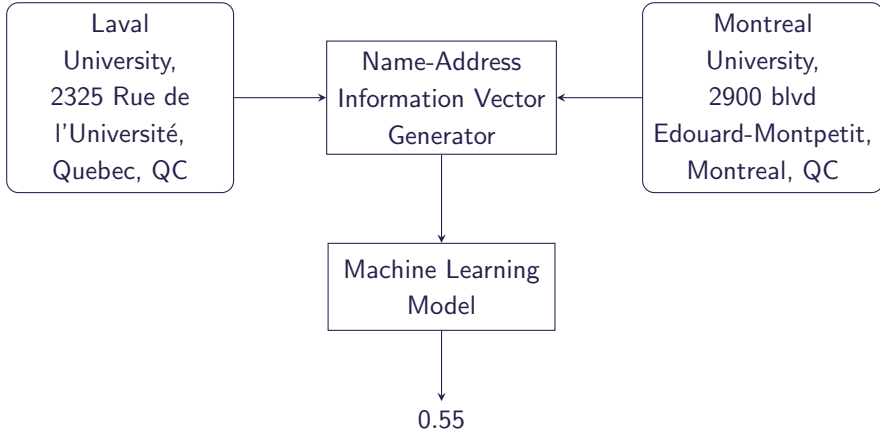 Laval
University,
2325 Rue de
l'Université,
Quebec, QC
Name-Address
Information Vector
Generator
Montreal
University,
2900 blvd
Edouard-Montpetit,
Montreal, QC
Machine Learning
Model
0.55